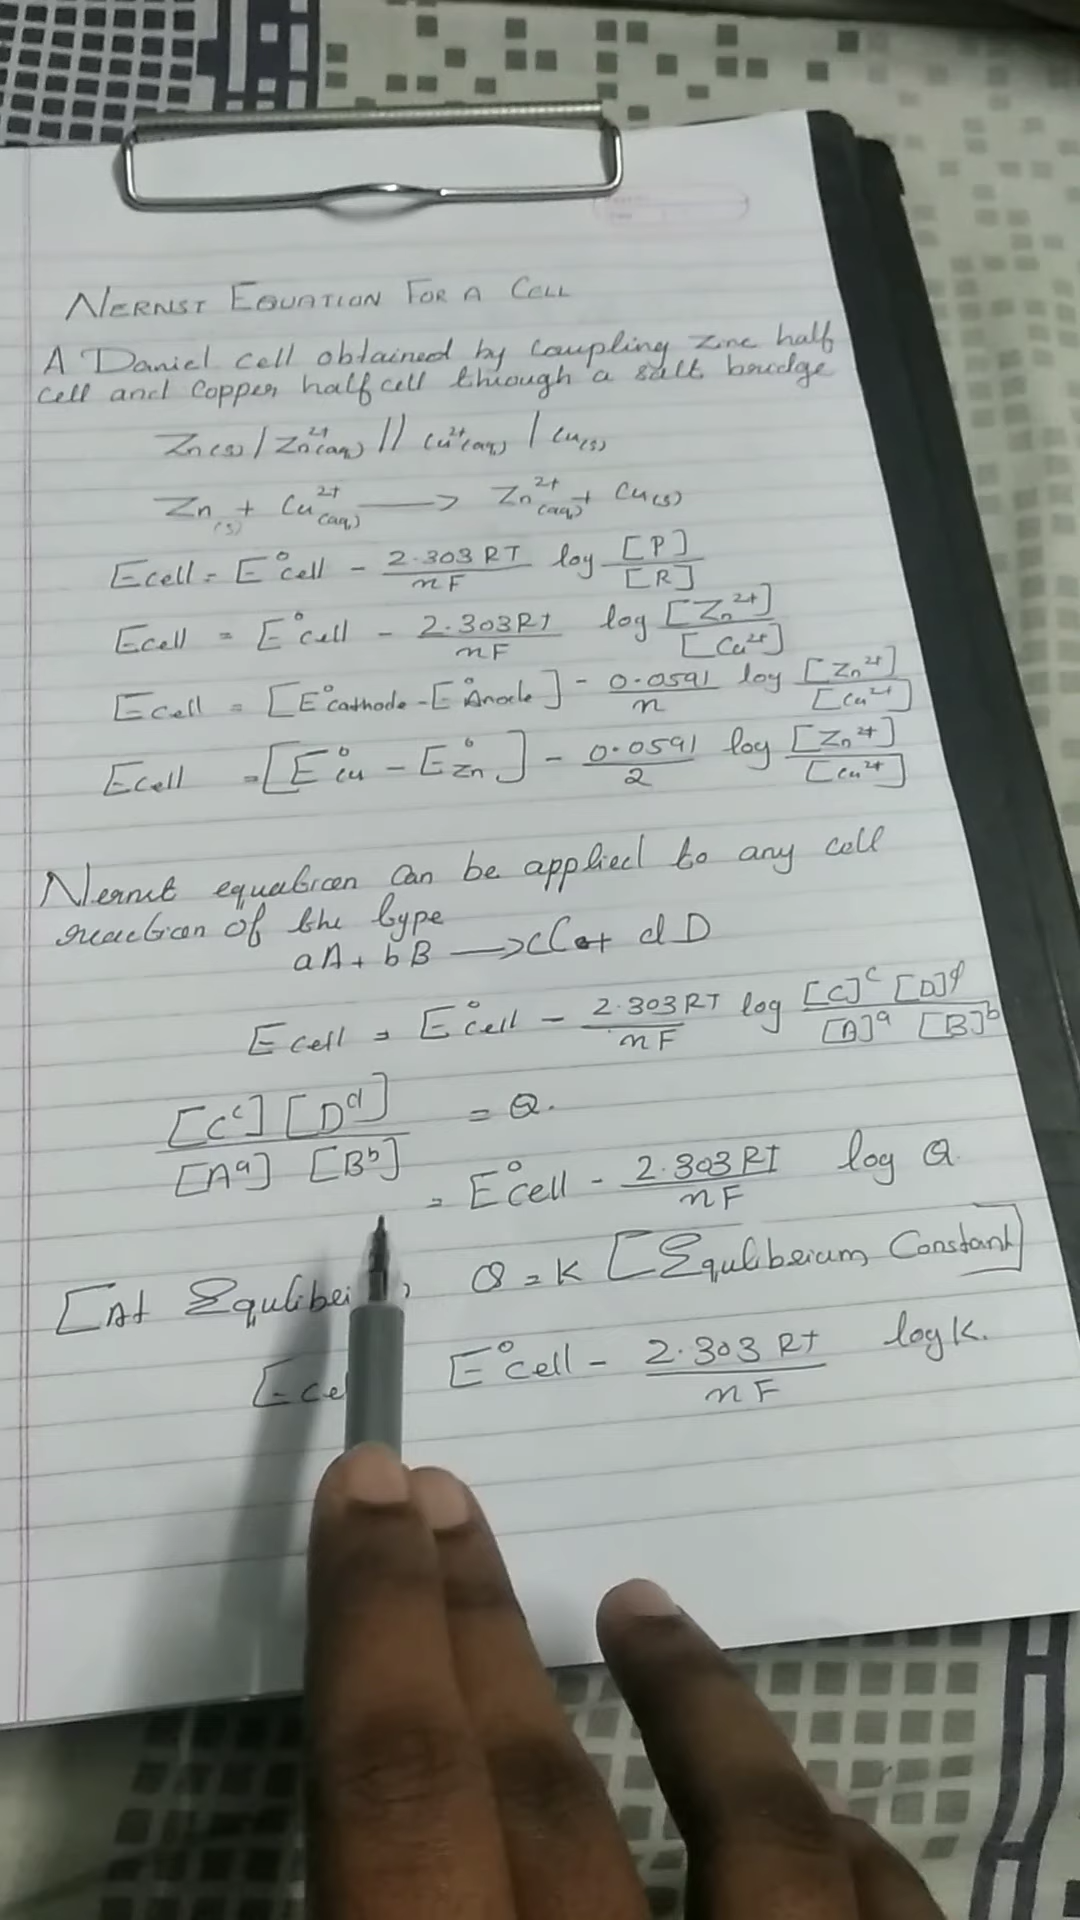 NERNST EQUATION FOR A CELL
A Daniel cell obtained by coupling zinc half
cell and copper half cell through a salt bridge
Zn(s) / Zn²⁺(aq) // Cu²⁺(aq) / Cu(s)
Zn(s) + Cu²⁺(aq) → Zn²⁺(aq) + Cu(s)
Ecell = E°cell - 2.303 RT / nF log [P] / [R]
Ecell = E°cell - 2.303 RT / nF log [Zn²⁺] / [Cu²⁺]
Ecell = [E°cathode - E°Anode] - 0.0591 / n log [Zn²⁺] / [Cu²⁺]
Ecell = [E°Cu - E°Zn] - 0.0591 / 2 log [Zn²⁺] / [Cu²⁺]
Nernst equation can be applied to any cell
reaction of the type
aA + bB → cC + dD
Ecell = E°cell - 2.303 RT / nF log [C]ᶜ [D]ᵈ / [A]ᵃ [B]ᵇ
[Cᶜ] [Dᵈ] / [Aᵃ] [Bᵇ] = Q.
= E°cell - 2.303 RT / nF log Q
[At Q = K [Equlibrium Constant]
E°cell - 2.303 RT / nF log K.